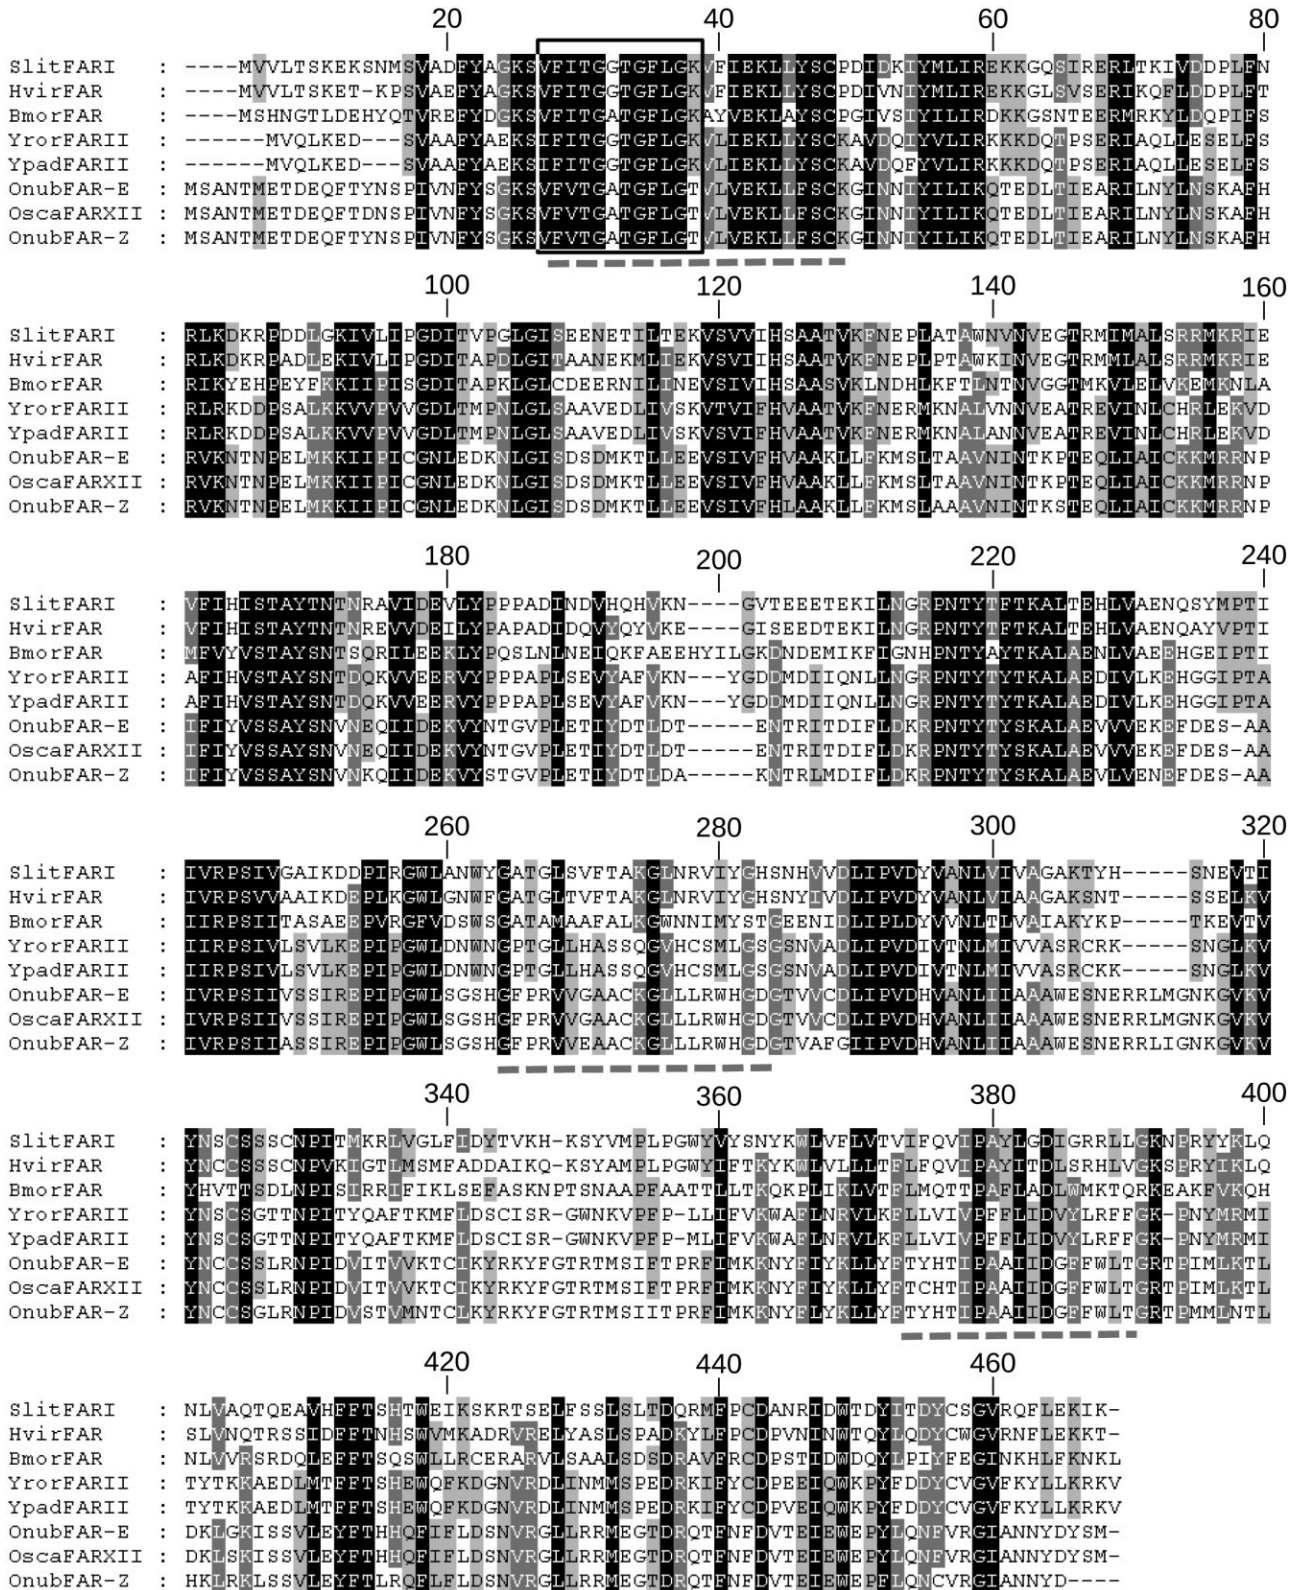 20 40 60 80
SlitFARI : ----MVVLTSKEKSNMSVADFYAGKSVFITGGTGFLGKVFIEKLLYSCPDIDKIYMLIREKKGQSIRERLTKIVDDPLFN
HvirFAR : ----MVVLTSKET-KPSVAEFYAGKSVFITGGTGFLGKVFIEKLLYSCPDIVNIYMLIREKKGLSVSERIKQFLDDPLFT
BmorFAR : ----MSHNGTLDEHYQTVREFYDGKSVFITGATGFLGKAYVEKLAYSCPGIVSIYILIRDKKGSNTEERMRKYLDQPIFS
YrorFARII : ------MVQLKED---SVAAFYAEKSIFITGGTGFLGKVLIEKLLYSCKAVDQIYVLIRKKKDQTPSERIAQLLESELFS
YpadFARII : ------MVQLKED---SVAAFYAEKSIFITGGTGFLGKVLIEKLLYSCKAVDQFYVLIRKKKDQTPSERIAQLLESELFS
OnubFAR-E : MSANTMETDEQFTYNSPIVNFYSGKSVFVTGATGFLGTVLVEKLLFSCKGINNIYILIKQTEDLTIEARILNYLNSKAFH
OscaFARXII : MSANTMETDEQFTDNSPIVNFYSGKSVFVTGATGFLGTVLVEKLLFSCKGINNIYILIKQTEDLTIEARILNYLNSKAFH
OnubFAR-Z : MSANTMETDEQFTYNSPIVNFYSGKSVFVTGATGFLGTVLVEKLLFSCKGINNIYILIKQTEDLTIEARILNYLNSKAFH
100 120 140 160
SlitFARI : RLKDKRPDDLGKIVLIPGDITVPGLGISEENETILTEKVSVVIHSAATVKFNEPLATAWNVNVEGTRMIMALSRRMKRIE
HvirFAR : RLKDKRPADLEKIVLIPGDITAPDLGITAANEKMLIEKVSVIIHSAATVKFNEPLPTAWKINVEGTRMMLALSRRMKRIE
BmorFAR : RIKYEHPEYFKKIIPISGDITAPKLGLCDEERNILINEVSIVIHSAASVKLNDHLKFTLNTNVGGTMKVLELVKEMKNLA
YrorFARII : RLRKDDPSALKKVVPVVGDLTMPNLGLSAAVEDLIVSKVTVIFHVAATVKFNERMKNALVNNVEATREVINLCHRLEKVD
YpadFARII : RLRKDDPSALKKVVPVVGDLTMPNLGLSAAVEDLIVSKVSVIFHVAATVKFNERMKNALANNVEATREVINLCHRLEKVD
OnubFAR-E : RVKNTNPELMKKIIPICGNLEDKNLGISDSDMKTLLEEVSIVFHVAAKLLFKMSLTAAVNINTKPTEQLIAICKKMRRNP
OscaFARXII : RVKNTNPELMKKIIPICGNLEDKNLGISDSDMKTLLEEVSIVFHVAAKLLFKMSLTAAVNINTKPTEQLIAICKKMRRNP
OnubFAR-Z : RVKNTNPELMKKIIPICGNLEDKNLGISDSDMKTLLEEVSIVFHLAAKLLFKMSLAAAVNINTKSTEQLIAICKKMRRNP
180 200 220 240
SlitFARI : VFIHISTAYTNTNRAVIDEVLYPPPADINDVHQHVKN----GVTEEETEKILNGRPNTYTFTKALTEHLVAENQSYMPTI
HvirFAR : VFIHISTAYTNTNREVVDEILYPAPADIDQVYQYVKE----GISEEDTEKILNGRPNTYTFTKALTEHLVAENQAYVPTI
BmorFAR : MFVYVSTAYSNTSQRILEEKLYPQSLNLNEIQKFAEEHYILGKDNDEMIKFIGNHPNTYAYTKALAENLVAEEHGEIPTI
YrorFARII : AFIHVSTAYSNTDQKVVEERVYPPPAPLSEVYAFVKN---YGDDMDIIQNLLNGRPNTYTYTKALAEDIVLKEHGGIPTA
YpadFARII : AFIHVSTAYSNTDQKVVEERVYPPPAPLSEVYAFVKN---YGDDMDIIQNLLNGRPNTYTYTKALAEDIVLKEHGGIPTA
OnubFAR-E : IFIYVSSAYSNVNEQIIDEKVYNTGVPLETIYDTLDT-----ENTRITDIFLDKRPNTYTYSKALAEVVVEKEFDES-AA
OscaFARXII : IFIYVSSAYSNVNEQIIDEKVYNTGVPLETIYDTLDT-----ENTRITDIFLDKRPNTYTYSKALAEVVVEKEFDES-AA
OnubFAR-Z : IFIYVSSAYSNVNKQIIDEKVYSTGVPLETIYDTLDA-----KNTRLMDIFLDKRPNTYTYSKALAEVLVENEFDES-AA
260 280 300 320
SlitFARI : IVRPSIVGAIKDDPIRGWLANWYGATGLSVFTAKGLNRVIYGHSNHVVDLIPVDYVANLVIVAGAKTYH-----SNEVTI
HvirFAR : IVRPSIVAAIKDEPLKGWLGNWFGATGLTVFTAKGLNRVIYGHSNYIVDLIPVDYVANLVIAAGAKSNT-----SSELKV
BmorFAR : IIRPSIITASAEEPVRGFVDSWSGATAMAAFALKGWNNIMYSTGEENIDLIPLDYVVNLTLVAIAKYKP-----TKEVTV
YrorFARII : IIRPSIVLSVLKEPIPGWLDNWNGPTGLLHASSQGVHCSMLGSGSNVADLIPVDIVTNLMIVVASRCRK-----SNGLKV
YpadFARII : IIRPSIVLSVLKEPIPGWLDNWNGPTGLLHASSQGVHCSMLGSGSNVADLIPVDIVTNLMIVVASRCKK-----SNGLKV
OnubFAR-E : IVRPSIIVSSIREPIPGWLSGSHGFPRVVGAACKGLLLRWHGDGTVVCDLIPVDHVANLIIAAAWESNERRLMGNKGVKV
OscaFARXII : IVRPSIIVSSIREPIPGWLSGSHGFPRVVGAACKGLLLRWHGDGTVVCDLIPVDHVANLIIAAAWESNERRLMGNKGVKV
OnubFAR-Z : IVRPSIIASSIREPIPGWLSGSHGFPRVVEAACKGLLLRWHGDGTVAFGIIPVDHVANLIIAAAWESNERRLIGNKGVKV
340 360 380 400
SlitFARI : YNSCSSSCNPITMKRLVGLFIDYTVKH-KSYVMPLPGWYVYSNYKWLVFLVTVIFQVIPAYLGDIGRRLLGKNPRYYKLQ
HvirFAR : YNCCSSSCNPVKIGTLMSMFADDAIKQ-KSYAMPLPGWYIFTKYKWLVLLLTFLFQVIPAYITDLSRHLVGKSPRYIKLQ
BmorFAR : YHVTTSDLNPISIRRIFIKLSEFASKNPTSNAAPFAATTLLTKQKPLIKLVTFLMQTTPAFLADLWMKTQRKEAKFVKQH
YrorFARII : YNSCSGTTNPITYQAFTKMFLDSCISR-GWNKVPFP-LLIFVKWAFLNRVLKFLLVIVPFFLIDVYLRFFGK-PNYMRMI
YpadFARII : YNSCSGTTNPITYQAFTKMFLDSCISR-GWNKVPFP-MLIFVKWAFLNRVLKFLLVIVPFFLIDVYLRFFGK-PNYMRMI
OnubFAR-E : YNCCSSLRNPIDVITVVKTCIKYRKYFGTRTMSIFTPRFIMKKNYFIYKLLYFTYHTIPAAIIDGFFWLTGRTPIMLKTL
OscaFARXII : YNCCSSLRNPIDVITVVKTCIKYRKYFGTRTMSIFTPRFIMKKNYFIYKLLYFTCHTIPAAIIDGFFWLTGRTPIMLKTL
OnubFAR-Z : YNCCSGLRNPIDVSTVMNTCLKYRKYFGTRTMSIITPRFIMKKNYFLYKLLYFTYHTIPAAIIDGFFWLTGRTPMMLNTL
420 440 460
SlitFARI : NLVAQTQEAVHFFTSHTWEIKSKRTSELFSSLSLTDQRMFPCDANRIDWTDYITDYCSGVRQFLEKIK-
HvirFAR : SLVNQTRSSIDFFTNHSWVMKADRVRELYASLSPADKYLFPCDPVNINWTQYLQDYCWGVRNFLEKKT-
BmorFAR : NLVVRSRDQLEFFTSQSWLLRCERARVLSAALSDSDRAVFRCDPSTIDWDQYLPIYFEGINKHLFKNKL
YrorFARII : TYTKKAEDLMTFFTSHEWQFKDGNVRDLINMMSPEDRKIFYCDPEEIQWKPYFDDYCVGVFKYLLKRKV
YpadFARII : TYTKKAEDLMTFFTSHEWQFKDGNVRDLINMMSPEDRKIFYCDPVEIQWKPYFDDYCVGVFKYLLKRKV
OnubFAR-E : DKLGKISSVLEYFTHHQFIFLDSNVRGLLRRMEGTDRQTFNFDVTEIEWEPYLQNFVRGIANNYDYSM-
OscaFARXII : DKLSKISSVLEYFTHHQFIFLDSNVRGLLRRMEGTDRQTFNFDVTEIEWEPYLQNFVRGIANNYDYSM-
OnubFAR-Z : HKLRKLSSVLEYFTLRQFLFLDSNVRGLLRRMEGTDRQTFNFDVTEIEWEPFLQNCVRGIANNYD----